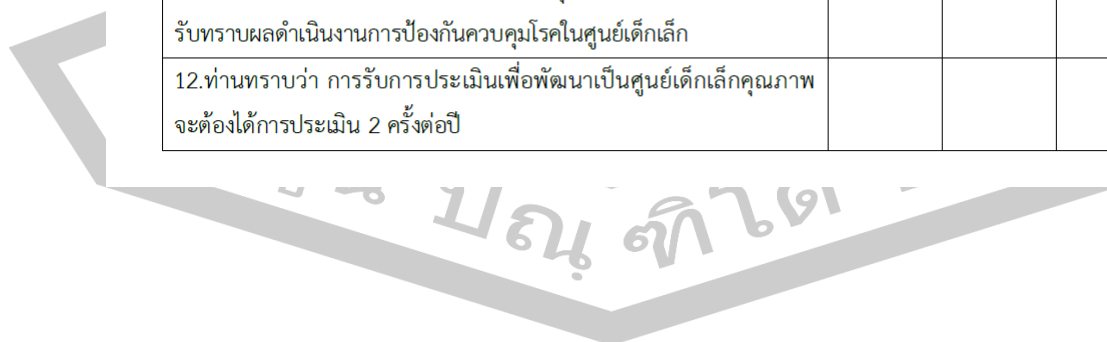 รับทราบผลดำเนินงานการป้องกันควบคุมโรคในศูนย์เด็กเล็ก
12.ท่านทราบว่า การรับการประเมินเพื่อพัฒนาเป็นศูนย์เด็กเล็กคุณภาพ
จะต้องได้การประเมิน 2 ครั้งต่อปี
ปณฺฑิโต